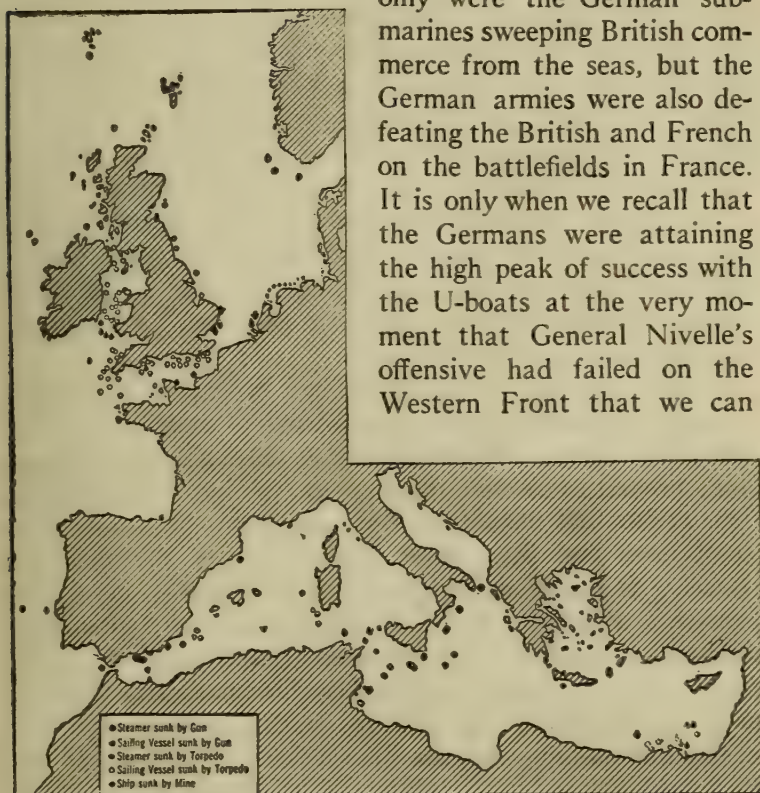 only were the German sub-
marines sweeping British com-
merce from the seas, but the
German armies were also de-
feating the British and French
on the battlefields in France.
It is only when we recall that
the Germans were attaining
the high peak of success with
the U-boats at the very mo-
ment that General Nivelle's
offensive had failed on the
Western Front that we can
Steamer sunk by Gun
Sailing Vessel sunk by Gun
Steamer sunk by Torpedo
Sailing Vessel sunk by Torpedo
Ship sunk by Mine